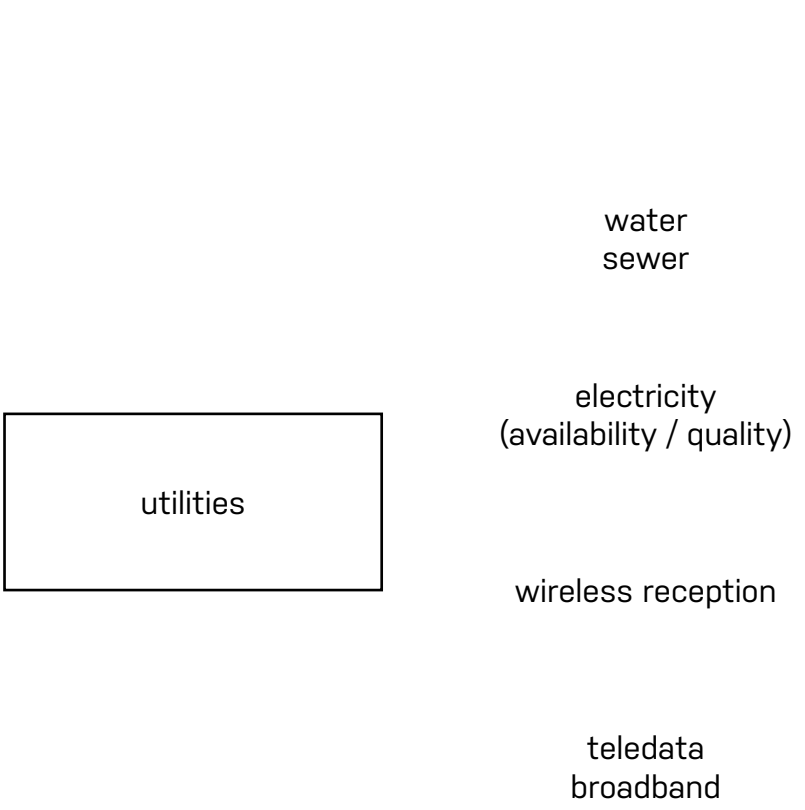 water
sewer
electricity
(availability / quality)
utilities
wireless reception
teledata
broadband